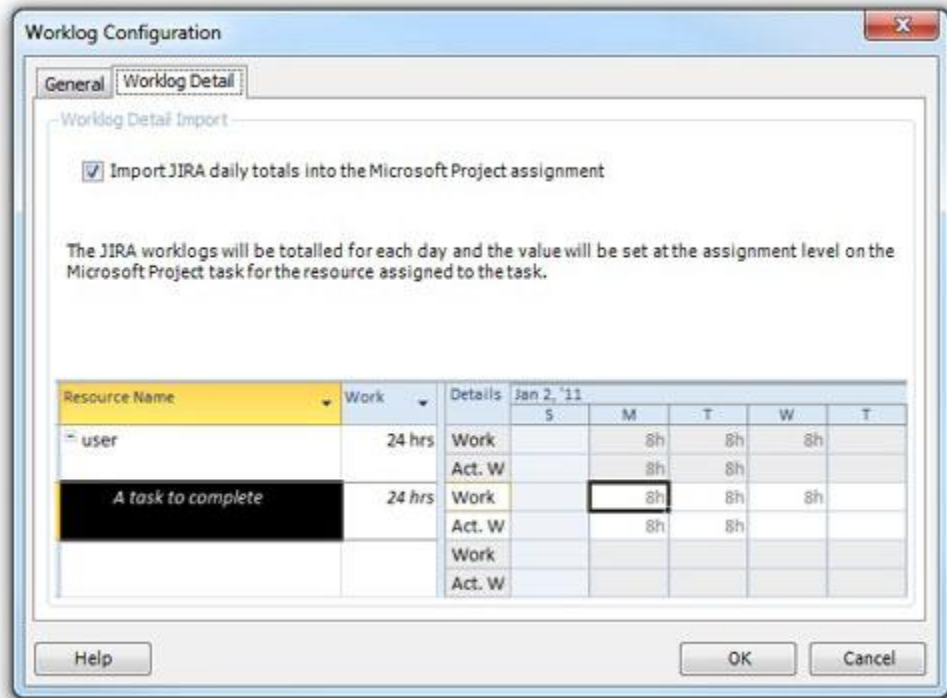 Worklog Configuration
General Worklog Detail
Worklog Detail Import
Import JIRA daily totals into the Microsoft Project assignment
The JIRA worklogs will be totalled for each day and the value will be set at the assignment level on the
Microsoft Project task for the resource assigned to the task.
Resource Name Work Details Jan 2, '11
S M T W T
user 24 hrs Work 8h 8h 8h
Act. W 8h 8h
A task to complete 24 hrs Work 8h 8h 8h
Act. W 8h 8h
Work
Act. W
Help OK Cancel